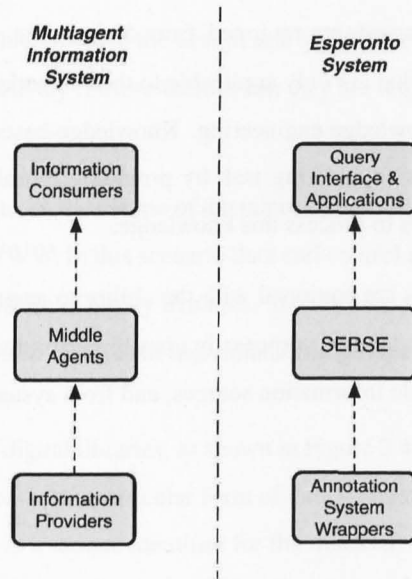 Multiagent
Information
System
Information
Consumers
Middle
Agents
Information
Providers
Esperonto
System
Query
Interface &
Applications
SERSE
Annotation
System
Wrappers